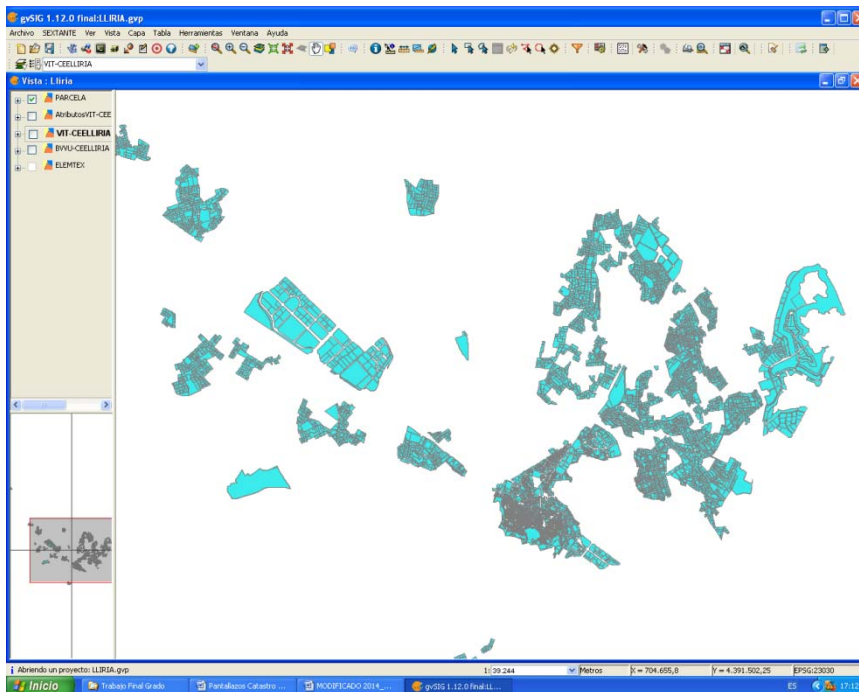 gvSIG 1.12.0 final:LLIRIA.gvp
Archivo SEXTANTE Ver Vista Capa Tabla Herramientas Ventana Ayuda
VIT-CEELLIRIA
Vista : Lliria
PARCELA
AtributosVIT-CEE
VIT-CEELLIRIA
BVVU-CEELLIRIA
ELEMTEX
Abriendo un proyecto: LLIRIA.gvp 1: 39.244 Metros X = 704.655,8 Y = 4.391.502,25 EPSG:23030
Inicio Trabajo Final Grado Pantallazos Catastro ... MODIFICADO 2014_... gvSIG 1.12.0 final:LL... ES 17:12